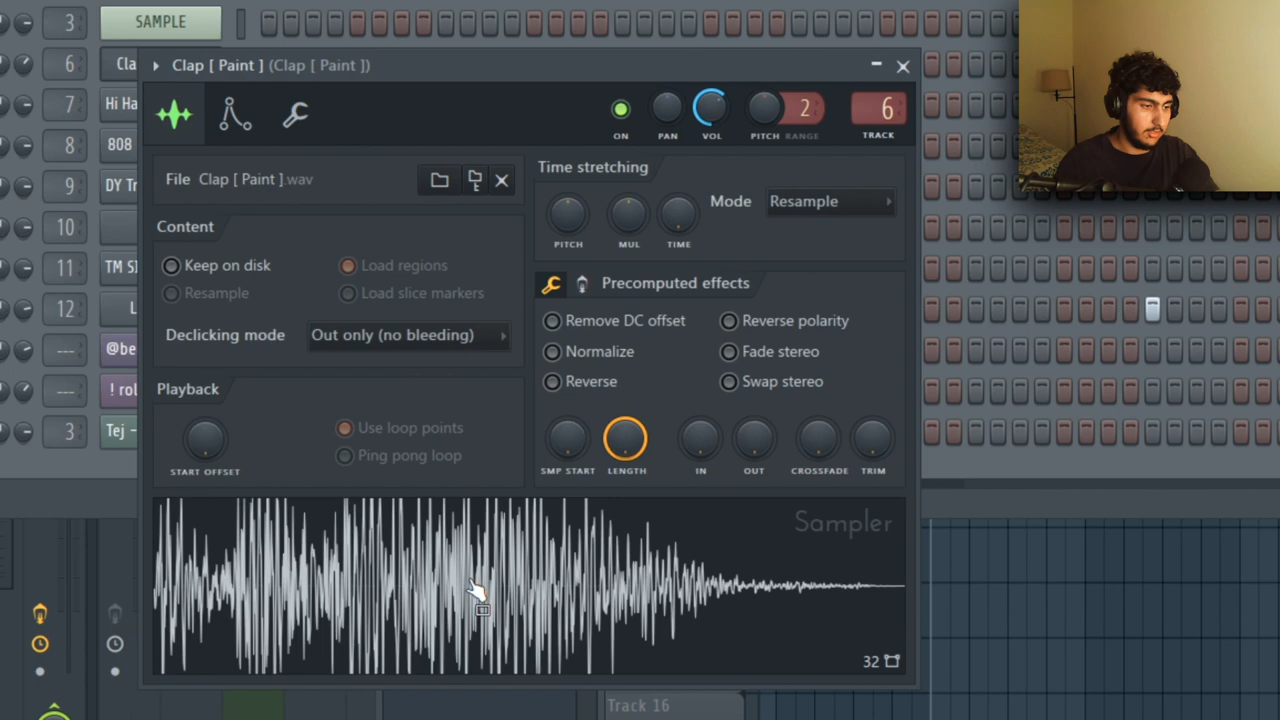 3 SAMPLE
6 Cla
7 Hi Ha
8 808
9 DY Tr
10
11 TM SI
12 L
--- @be
--- ! rol
3 Tej -
Clap [ Paint ] (Clap [ Paint ])
ON PAN VOL PITCH RANGE 2 TRACK 6
File Clap [ Paint ].wav
Content
Keep on disk Load regions
Resample Load slice markers
Declicking mode Out only (no bleeding)
Playback
START OFFSET
Use loop points
Ping pong loop
Time stretching
PITCH MUL TIME
Mode Resample
Precomputed effects
Remove DC offset Reverse polarity
Normalize Fade stereo
Reverse Swap stereo
SMP START LENGTH IN OUT CROSSFADE TRIM
Sampler
32
Track 16